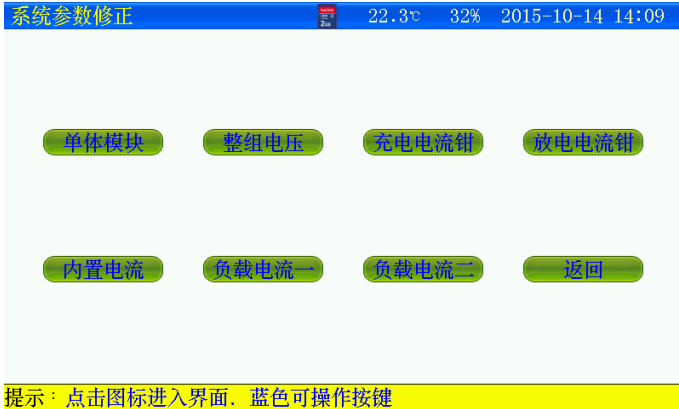 系统参数修正 22.3℃ 32% 2015-10-14 14:09
单体模块 整组电压 充电电流钳 放电电流钳
内置电流 负载电流一 负载电流二 返回
提示：点击图标进入界面．蓝色可操作按键